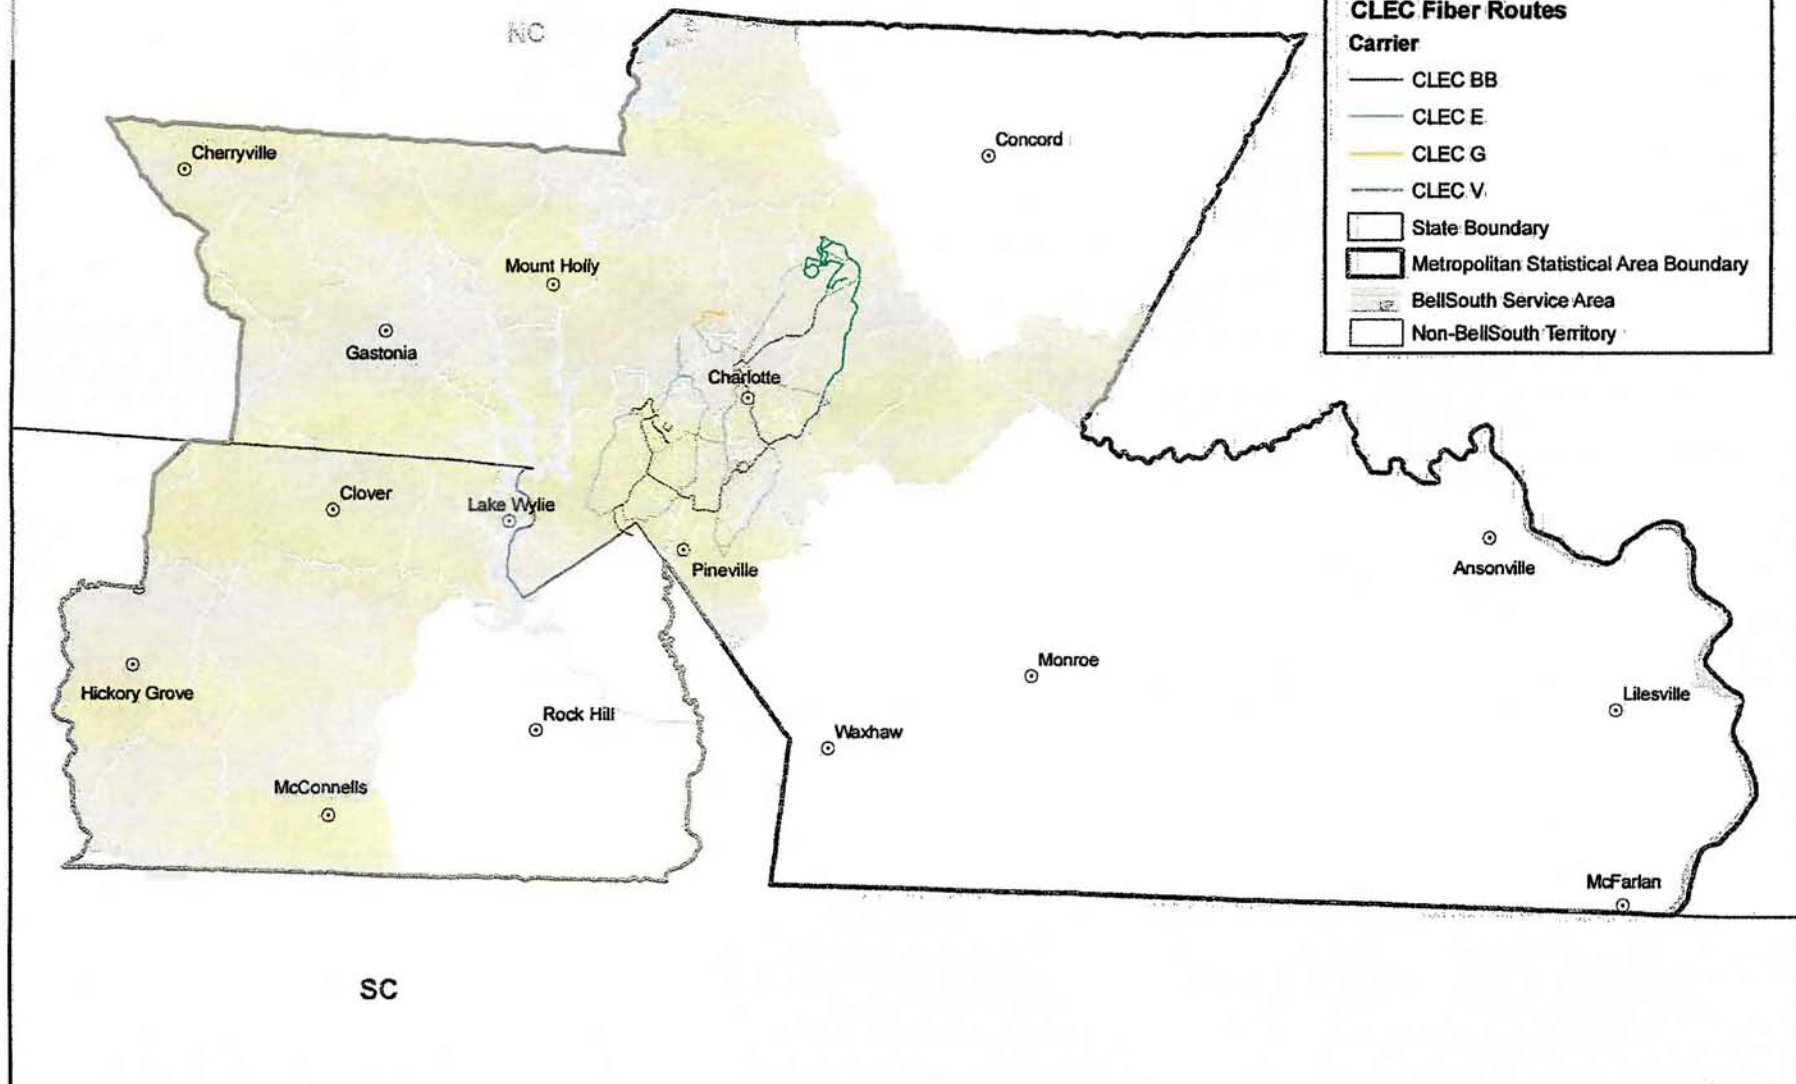 NC
CLEC Fiber Routes
Carrier
CLEC BB
CLEC E
CLEC G
CLEC V
State Boundary
Metropolitan Statistical Area Boundary
BellSouth Service Area
Non-BellSouth Territory
Cherryville
Concord
Mount Holly
Gastonia
Charlotte
Clover
Lake Wylie
Pineville
Ansonville
Hickory Grove
Monroe
Lilesville
Rock Hill
Waxhaw
McConnells
McFarlan
SC